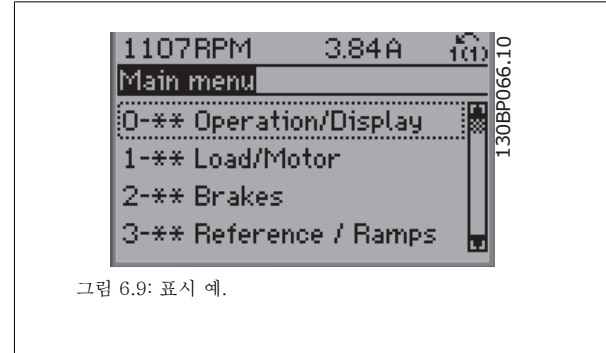 1107RPM 3.84A 1(1)
Main menu
0-** Operation/Display
1-** Load/Motor
2-** Brakes
3-** Reference / Ramps
130BP066.10
그림 6.9: 표시 예.